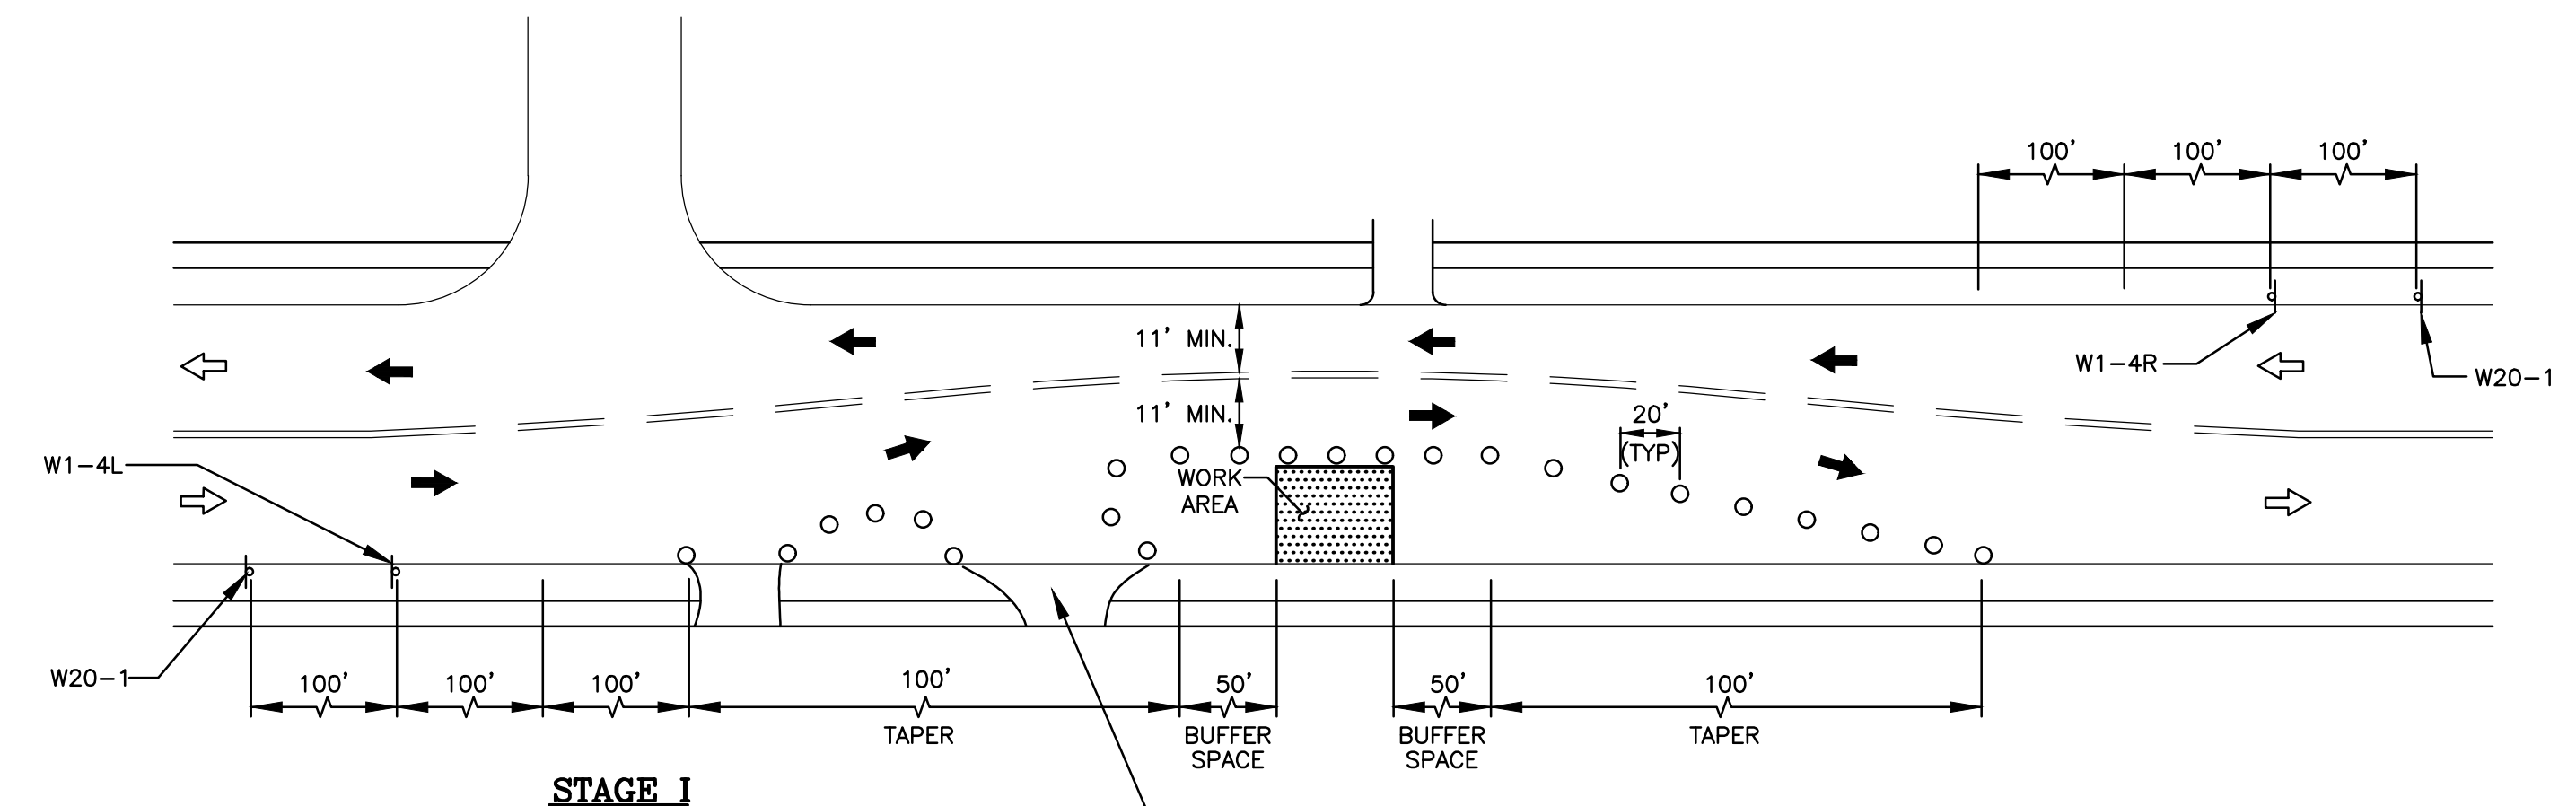 100' 100' 100'
11' MIN.
W1-4R
W20-1
11' MIN.
20'
(TYP)
W1-4L
WORK
AREA
W20-1
100' 100' 100' 100' 50' 50' 100'
TAPER BUFFER BUFFER TAPER
SPACE SPACE
STAGE I